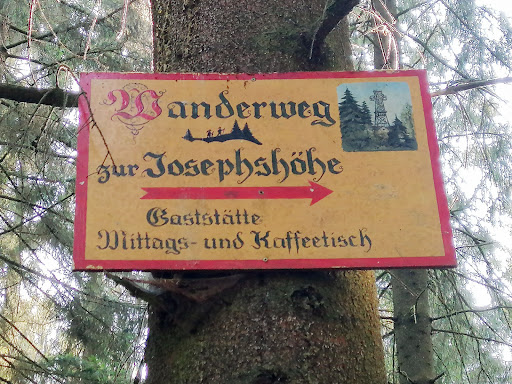 Wanderweg
zur Josephshöhe
Gaststätte
Mittags- und Kaffeetisch